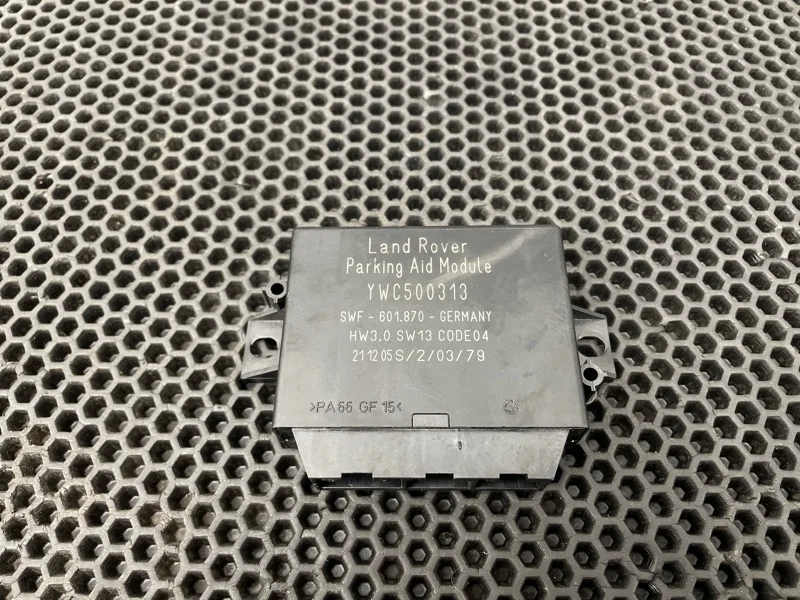 Land Rover
Parking Aid Module
YWC500313
SWF - 601.870 - GERMANY
HW3.0 SW13 CODE04
211205S/2/03/79
>PA66 GF 15<